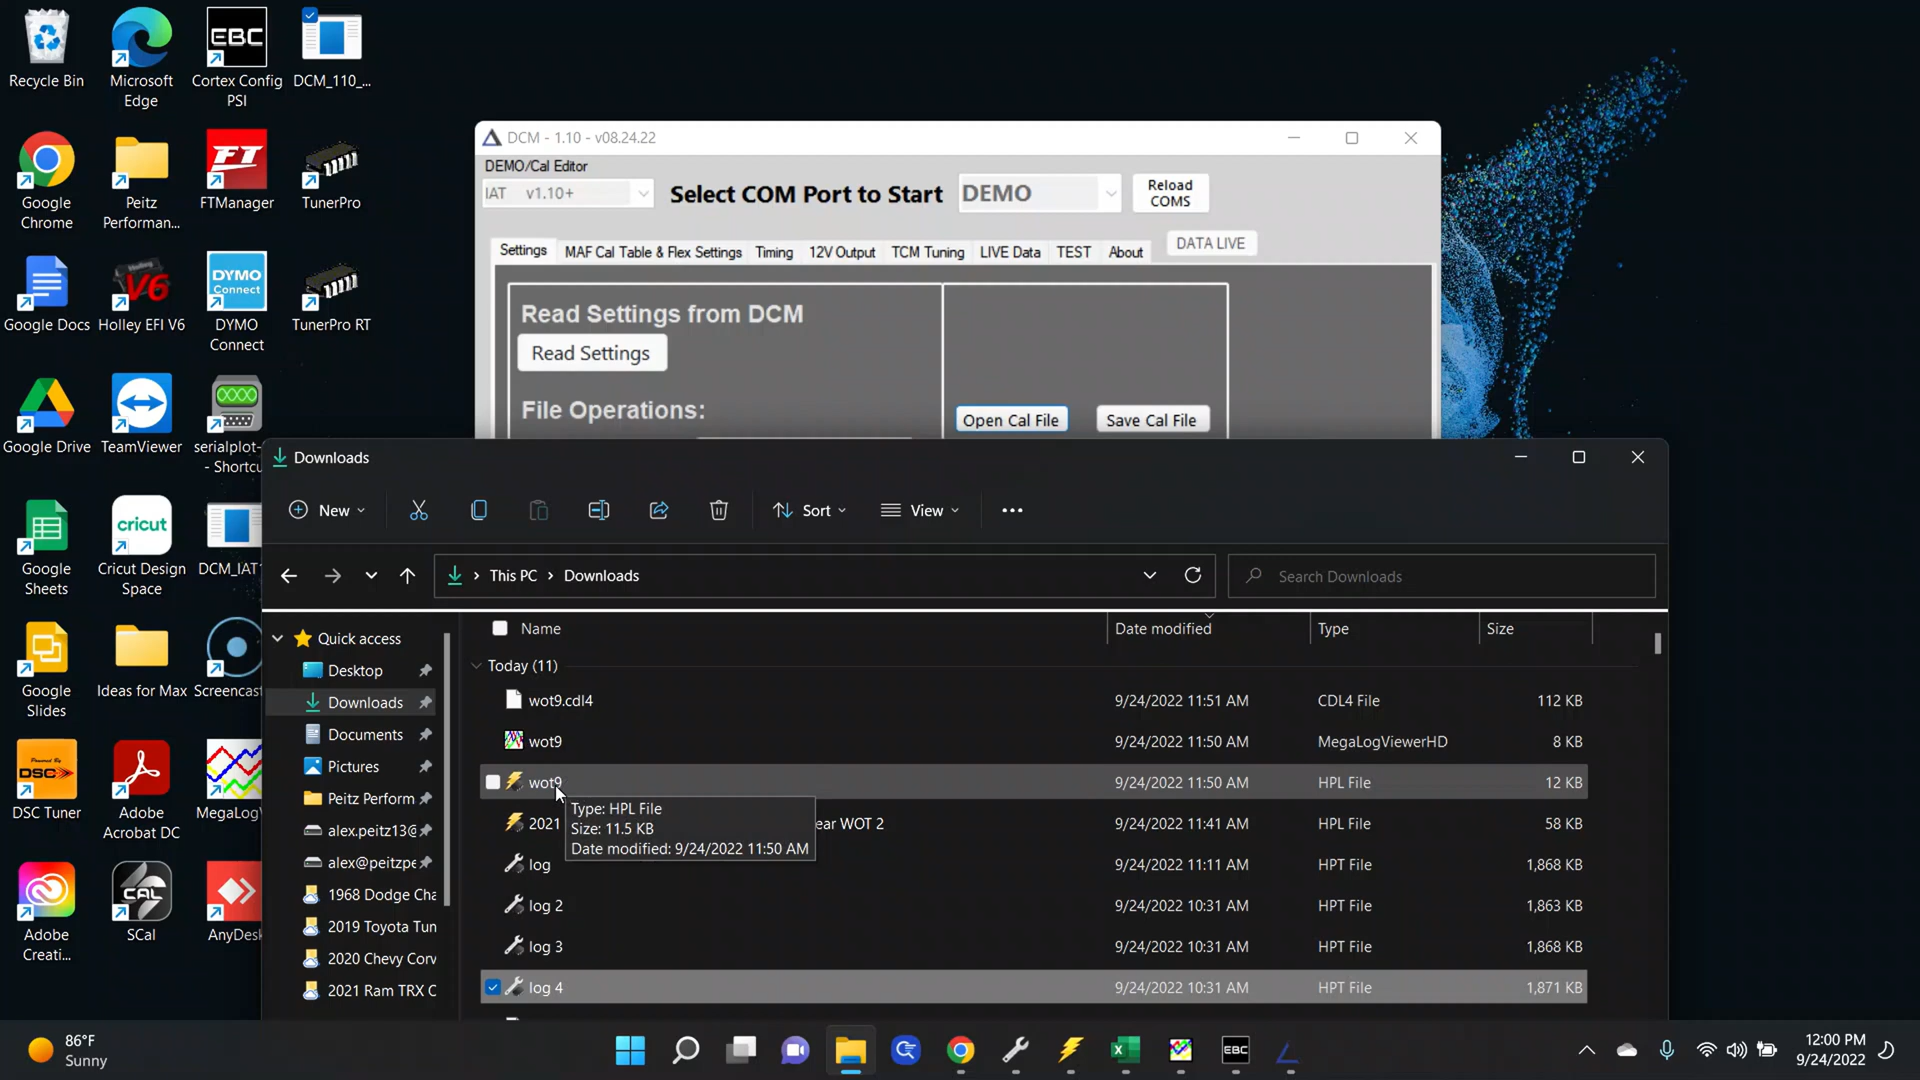 Recycle Bin
Microsoft
Edge
EBC
Cortex Config
PSI
DCM_110_...
Google
Chrome
Peitz
Performan...
FT
FTManager
TunerPro
Google Docs
Holley EFI
V6
Holley EFI V6
DYMO
Connect
DYMO
Connect
TunerPro RT
Google Drive
TeamViewer
serialplot-
- Shortcu
Google
Sheets
cricut
Cricut Design
Space
DCM_IAT
Google
Slides
Ideas for Max
Screencas
Powered By
DSC
DSC Tuner
Adobe
Acrobat DC
MegaLog
Adobe
Creati...
CAL
SCal
AnyDesk
DCM - 1.10 - v08.24.22
DEMO/Cal Editor
IAT v1.10+
Select COM Port to Start
DEMO
Reload
COMS
Settings
MAF Cal Table & Flex Settings
Timing
12V Output
TCM Tuning
LIVE Data
TEST
About
DATA LIVE
Read Settings from DCM
Read Settings
File Operations:
Open Cal File
Save Cal File
Downloads
New
Sort
View
This PC > Downloads
Search Downloads
Quick access
Desktop
Downloads
Documents
Pictures
Peitz Perform
alex.peitz13@
alex@peitzpe
1968 Dodge Cha
2019 Toyota Tun
2020 Chevy Corv
2021 Ram TRX C
Name Date modified Type Size
Today (11)
wot9.cdl4 9/24/2022 11:51 AM CDL4 File 112 KB
wot9 9/24/2022 11:50 AM MegaLogViewerHD 8 KB
wot9 9/24/2022 11:50 AM HPL File 12 KB
2021 ear WOT 2 9/24/2022 11:41 AM HPL File 58 KB
Type: HPL File
Size: 11.5 KB
Date modified: 9/24/2022 11:50 AM
log 9/24/2022 11:11 AM HPT File 1,868 KB
log 2 9/24/2022 10:31 AM HPT File 1,863 KB
log 3 9/24/2022 10:31 AM HPT File 1,868 KB
log 4 9/24/2022 10:31 AM HPT File 1,871 KB
86°F
Sunny
EBC
12:00 PM
9/24/2022